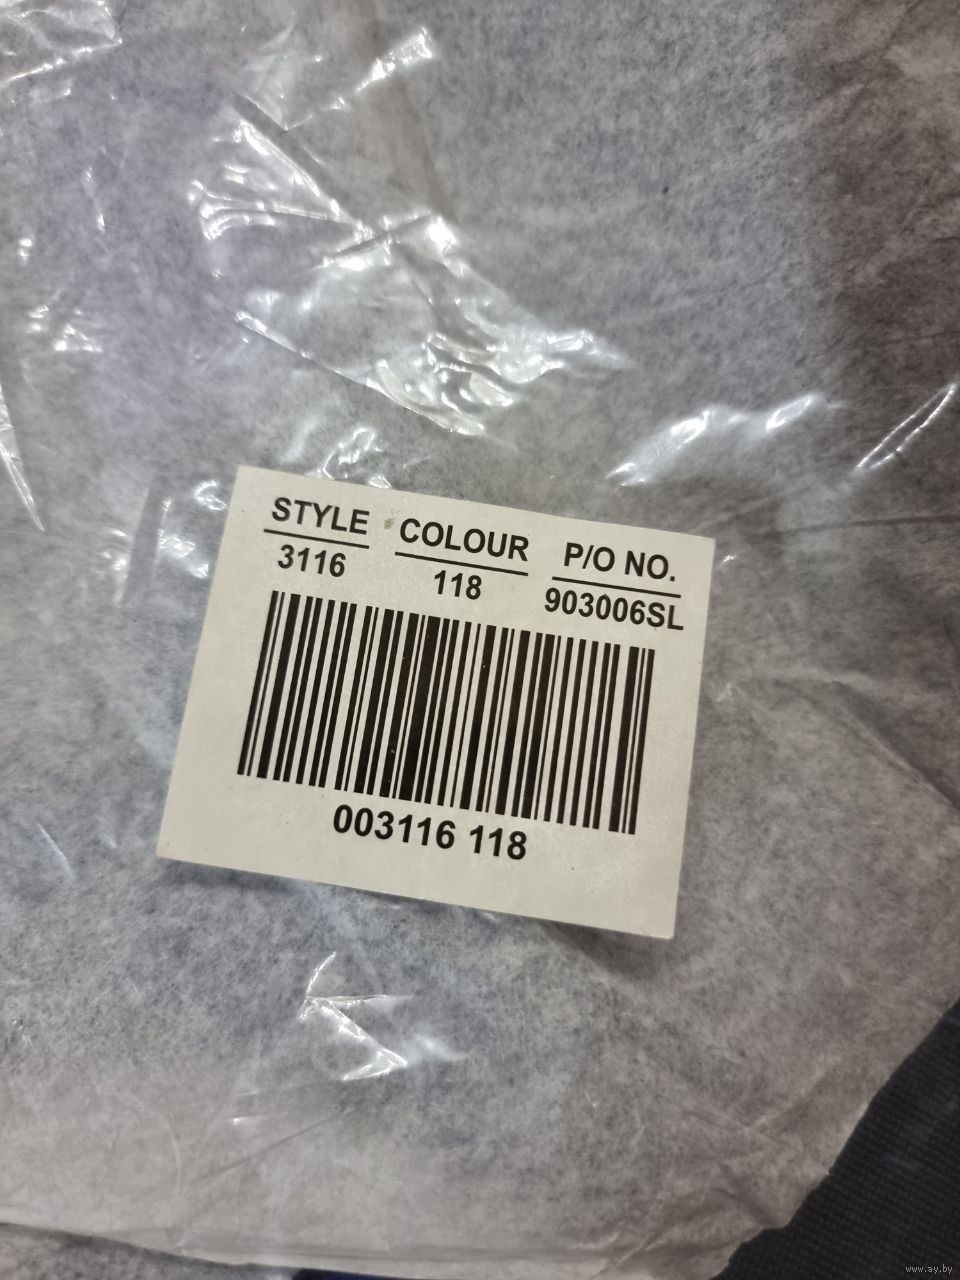 STYLE COLOUR P/O NO.
3116 118 903006SL
003116 118
www.ay.by